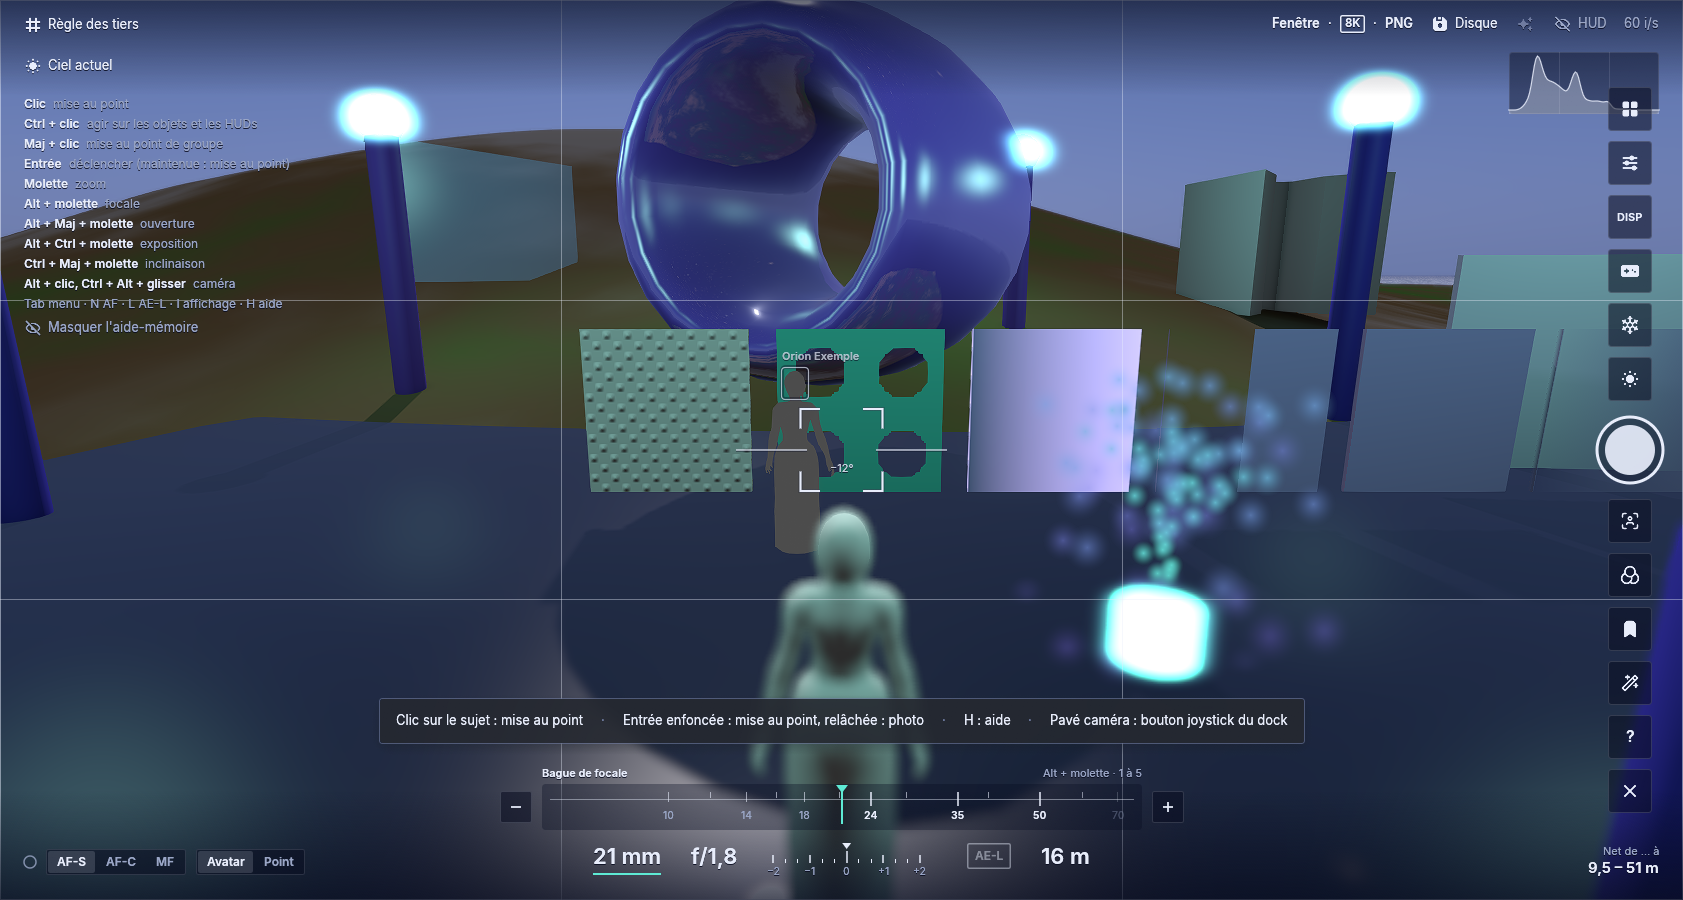 Règle des tiers
Fenêtre · 8K · PNG Disque HUD 60 i/s
Ciel actuel
Clic mise au point
Ctrl + clic agir sur les objets et les HUDs
Maj + clic mise au point de groupe
Entrée déclencher (maintenue : mise au point)
Molette zoom
Alt + molette focale
Alt + Maj + molette ouverture
Alt + Ctrl + molette exposition
Ctrl + Maj + molette inclinaison
Alt + clic, Ctrl + Alt + glisser caméra
Tab menu · N AF · L AE-L · I affichage · H aide
Masquer l'aide-mémoire
DISP
Orion Exemple
−12°
Clic sur le sujet : mise au point · Entrée enfoncée : mise au point, relâchée : photo · H : aide · Pavé caméra : bouton joystick du dock
?
Bague de focale Alt + molette · 1 à 5
− 10 14 18 24 35 50 70 +
AF-S AF-C MF Avatar Point
21 mm f/1,8 −2 −1 0 +1 +2 AE-L 16 m
Net de ... à
9,5 – 51 m